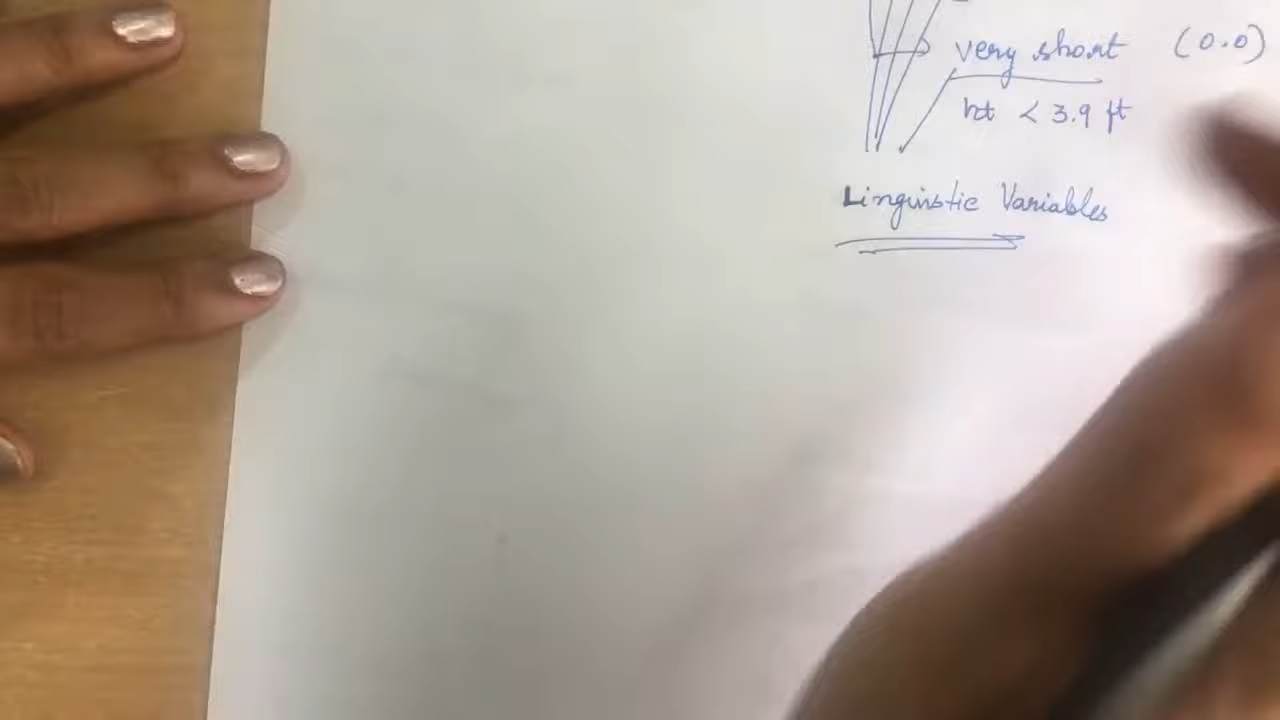 very short (0.0)
ht < 3.9 ft
Linguistic Variables